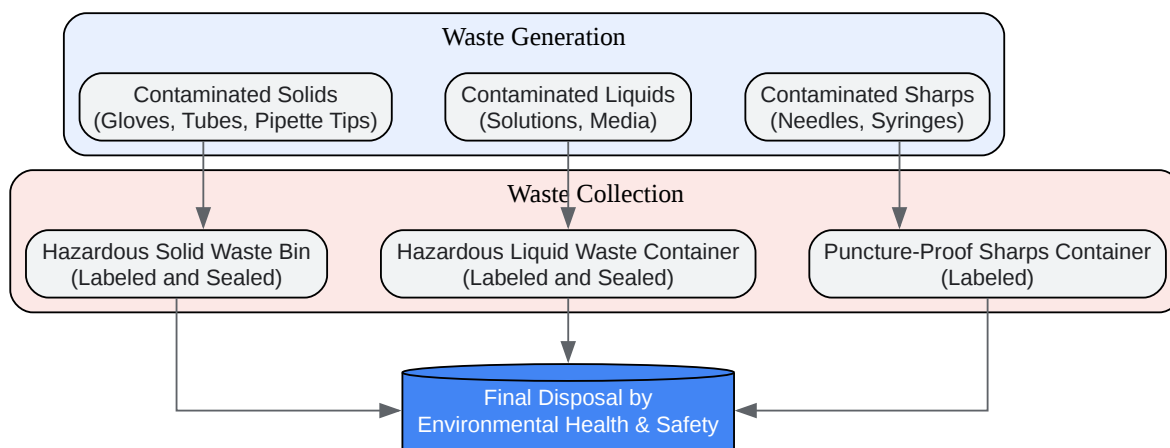 Waste Generation
Contaminated Solids
(Gloves, Tubes, Pipette Tips)
Contaminated Liquids
(Solutions, Media)
Contaminated Sharps
(Needles, Syringes)
Waste Collection
Hazardous Solid Waste Bin
(Labeled and Sealed)
Hazardous Liquid Waste Container
(Labeled and Sealed)
Puncture-Proof Sharps Container
(Labeled)
Final Disposal by
Environmental Health & Safety